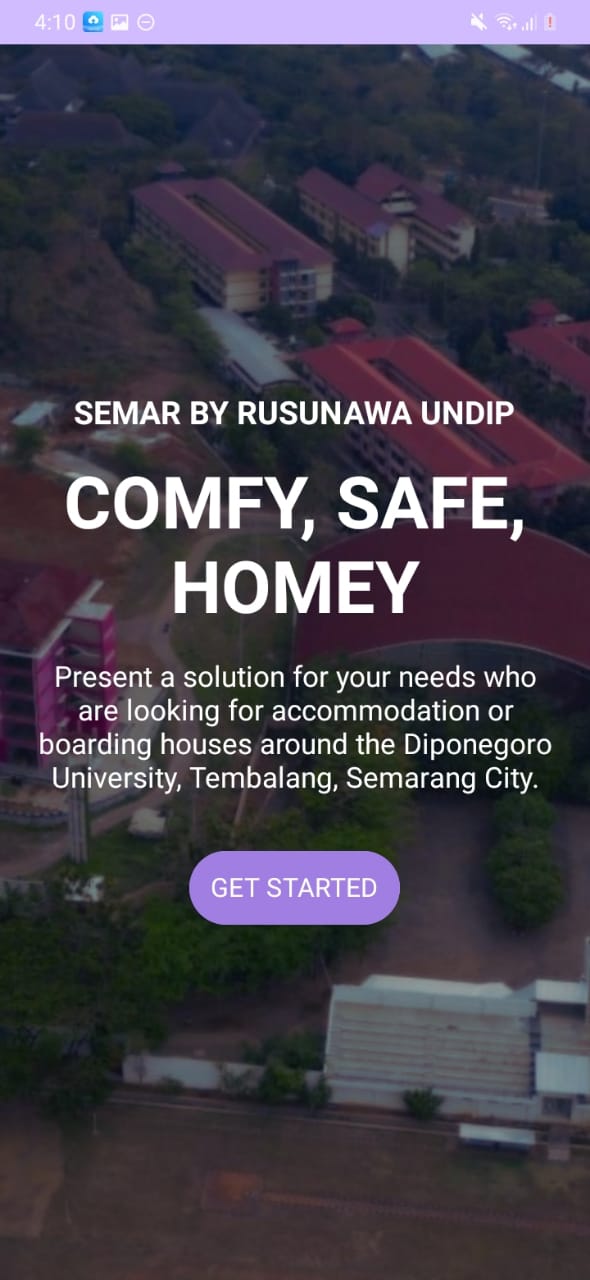 4:10
SEMAR BY RUSUNAWA UNDIP
COMFY, SAFE,
HOMEY
Present a solution for your needs who
are looking for accommodation or
boarding houses around the Diponegoro
University, Tembalang, Semarang City.
GET STARTED